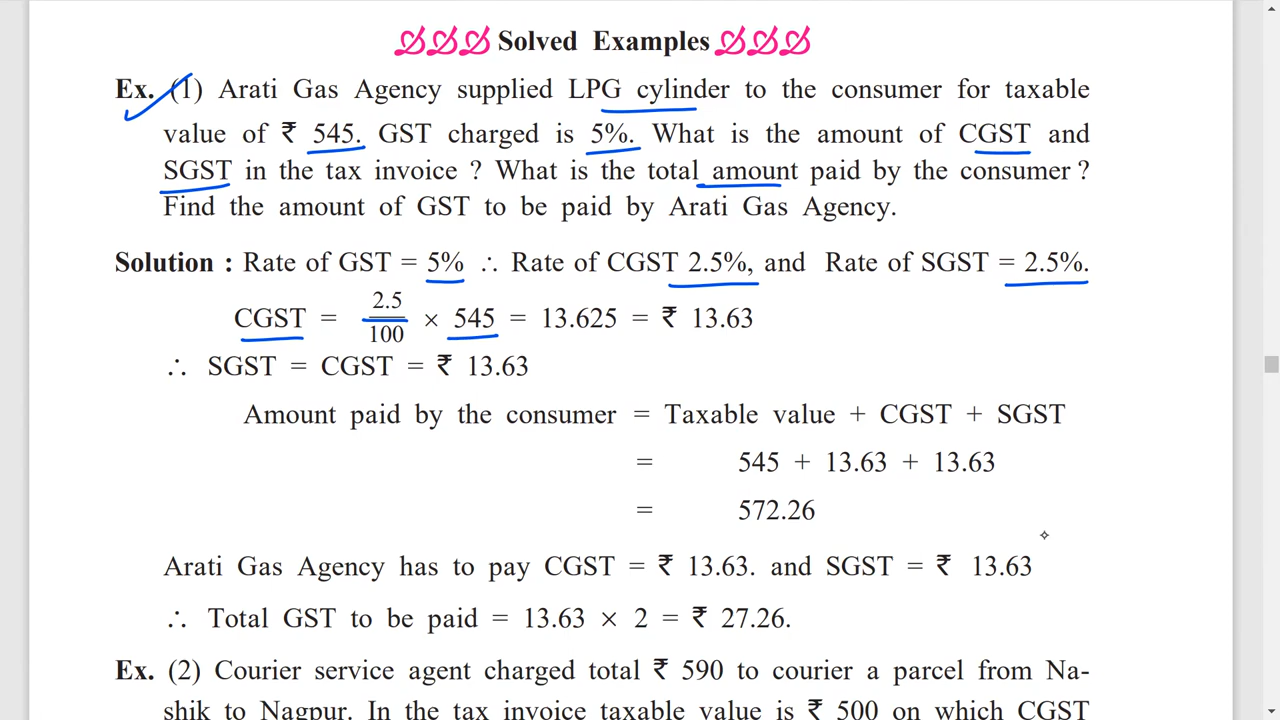 Solved Examples
Ex. (1) Arati Gas Agency supplied LPG cylinder to the consumer for taxable
value of ₹ 545. GST charged is 5%. What is the amount of CGST and
SGST in the tax invoice ? What is the total amount paid by the consumer ?
Find the amount of GST to be paid by Arati Gas Agency.
Solution : Rate of GST = 5% ∴ Rate of CGST 2.5%, and Rate of SGST = 2.5%.
CGST = 2.5/100 × 545 = 13.625 = ₹ 13.63
∴ SGST = CGST = ₹ 13.63
Amount paid by the consumer = Taxable value + CGST + SGST
= 545 + 13.63 + 13.63
= 572.26
Arati Gas Agency has to pay CGST = ₹ 13.63. and SGST = ₹ 13.63
∴ Total GST to be paid = 13.63 × 2 = ₹ 27.26.
Ex. (2) Courier service agent charged total ₹ 590 to courier a parcel from Na-
shik to Nagpur. In the tax invoice taxable value is ₹ 500 on which CGST